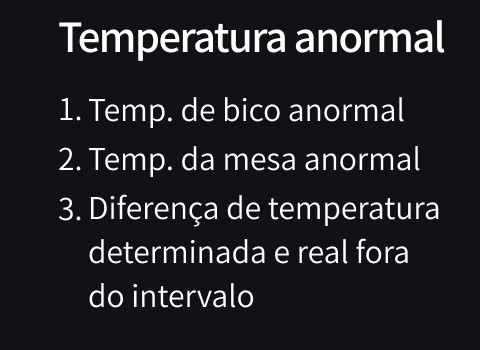 Temperatura anormal
1. Temp. de bico anormal
2. Temp. da mesa anormal
3. Diferença de temperatura
determinada e real fora
do intervalo